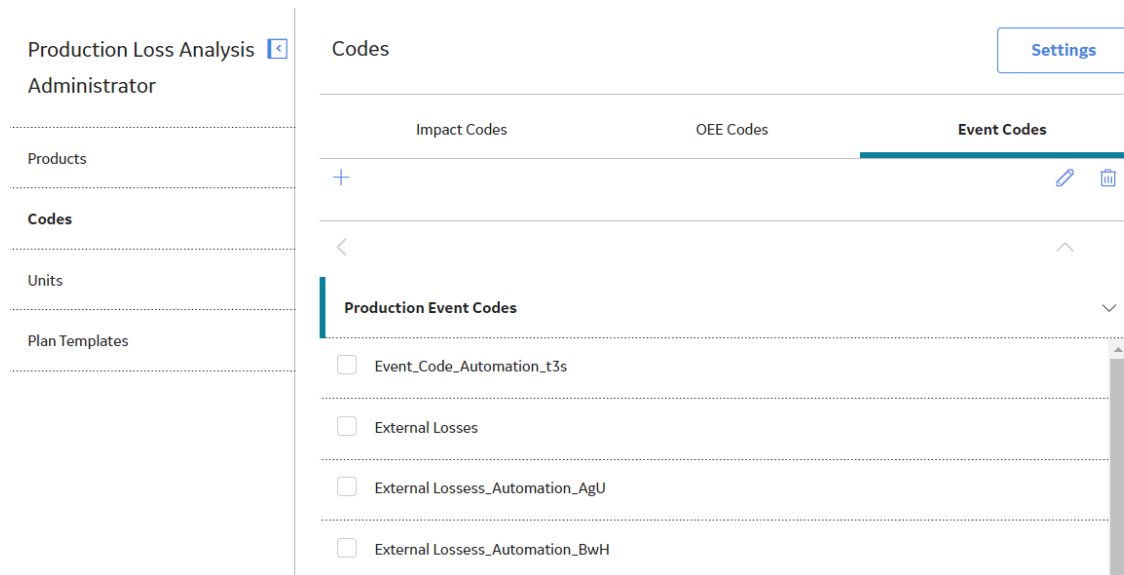 Production Loss Analysis
Administrator
Products
Codes
Units
Plan Templates
Codes
Settings
Impact Codes
OEE Codes
Event Codes
Production Event Codes
Event_Code_Automation_t3s
External Losses
External Lossess_Automation_AgU
External Lossess_Automation_BwH